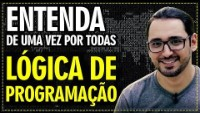 ENTENDA
DE UMA VEZ POR TODAS
LÓGICA DE
PROGRAMAÇÃO